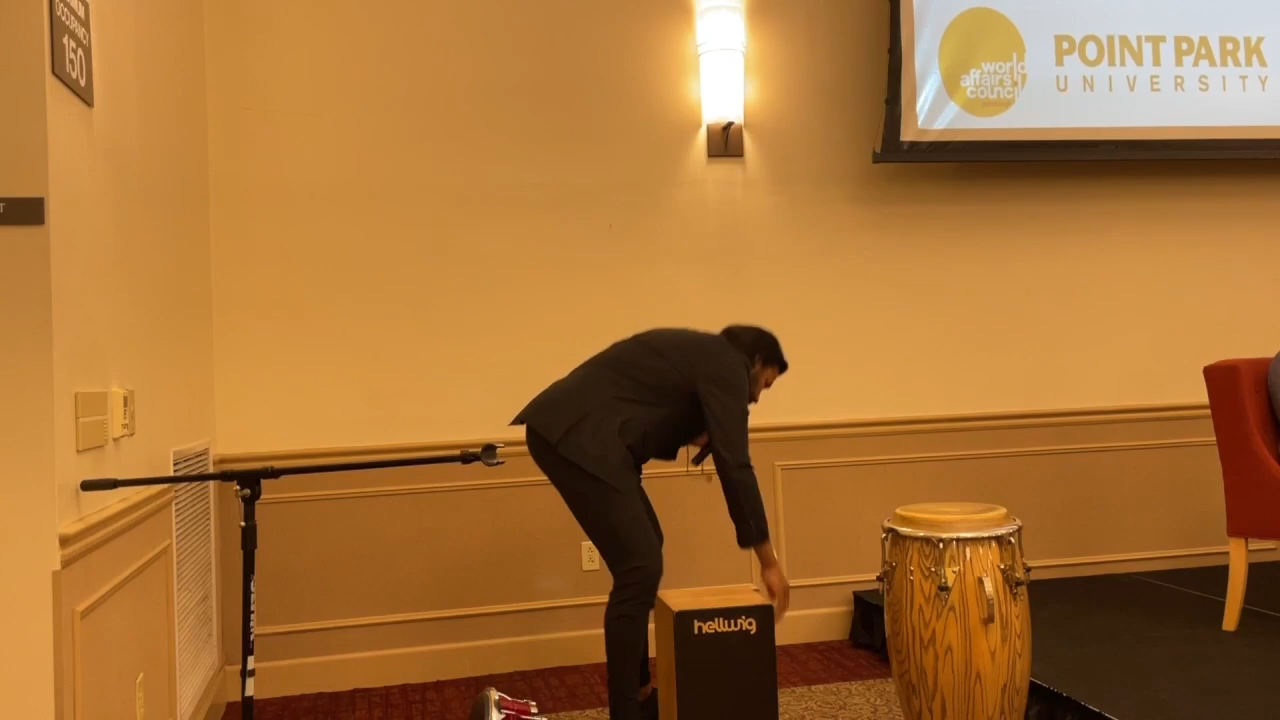 OCCUPANCY
150
T
world
affairs
council
POINT PARK
UNIVERSITY
hellwig